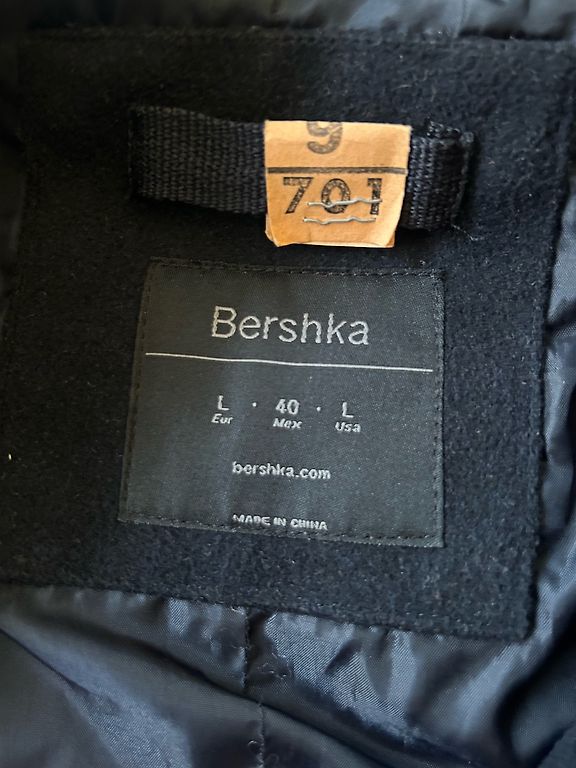 9
701
Bershka
L · 40 · L
Eur Mex Usa
bershka.com
MADE IN CHINA